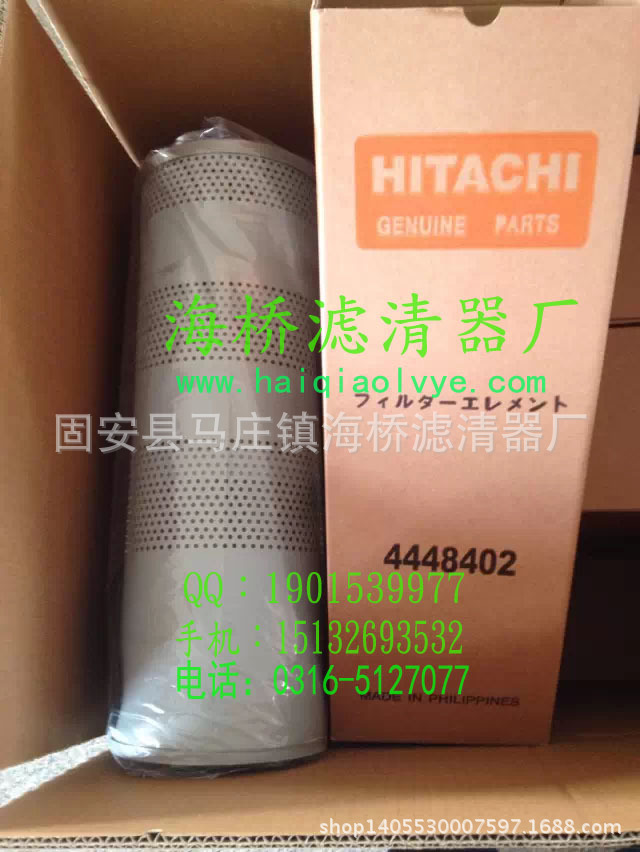 HITACHI
GENUINE PARTS
海桥滤清器厂
www.haiqiaolvye.com
フィルターエレメント
固安县马庄镇海桥滤清器厂
4448402
QQ：1901539977
手机：15132693532
电话：0316-5127077
MADE IN PHILIPPINES
shop1405530007597.1688.com